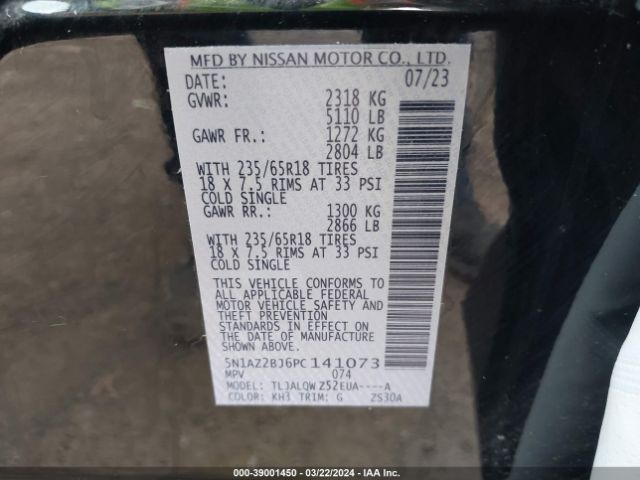 MFD BY NISSAN MOTOR CO., LTD.
DATE: 07/23
GVWR: 2318 KG
5110 LB
GAWR FR.: 1272 KG
2804 LB
WITH 235/65R18 TIRES
18 X 7.5 RIMS AT 33 PSI
COLD SINGLE
GAWR RR.: 1300 KG
2866 LB
WITH 235/65R18 TIRES
18 X 7.5 RIMS AT 33 PSI
COLD SINGLE
THIS VEHICLE CONFORMS TO
ALL APPLICABLE FEDERAL
MOTOR VEHICLE SAFETY AND
THEFT PREVENTION
STANDARDS IN EFFECT ON
THE DATE OF MANUFACTURE
SHOWN ABOVE.
5N1AZ2BJ6PC141073
MPV 074
MODEL: TLJALQW Z52EUA----A
COLOR: KH3 TRIM: G ZS30A
000-39001450 - 03/22/2024 - IAA Inc.